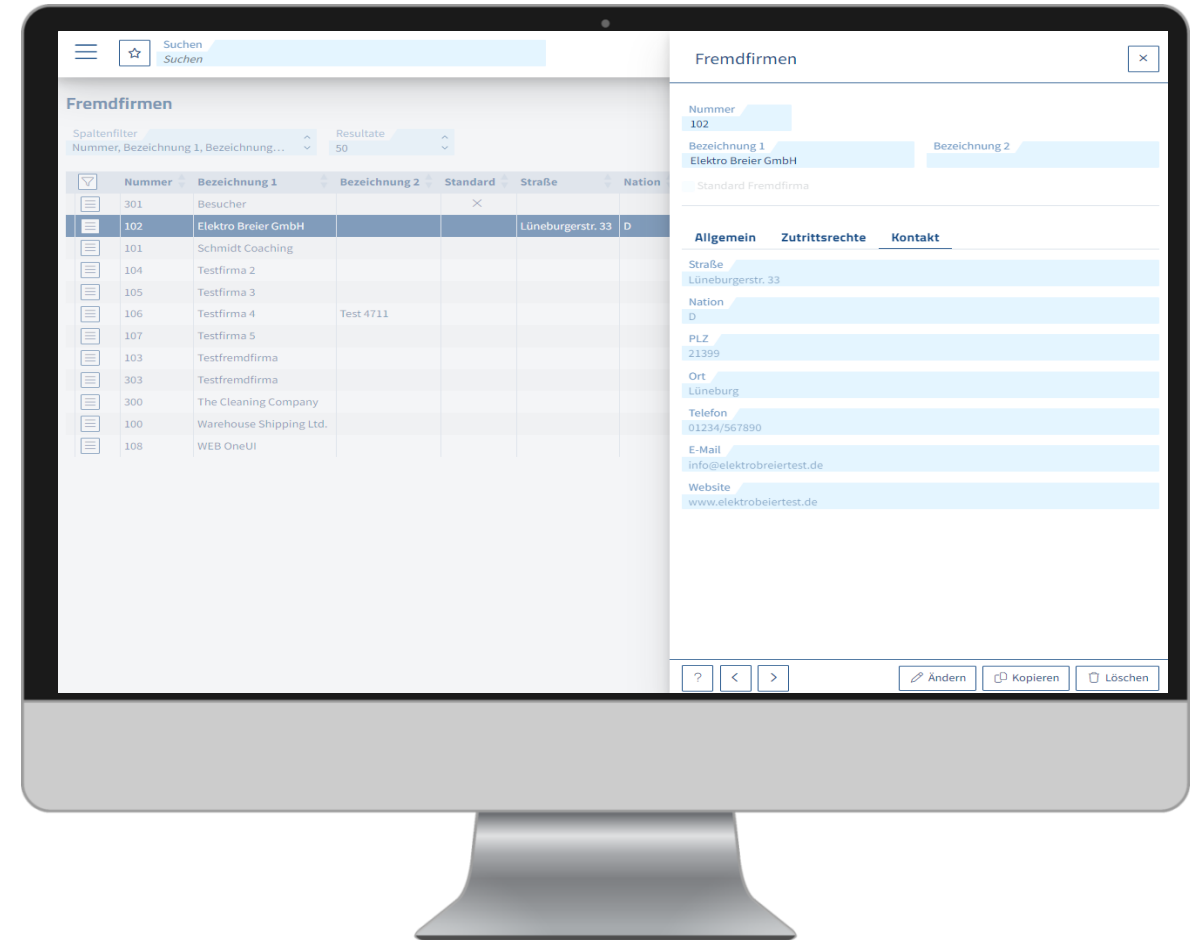 Suchen
Suchen
Fremdfirmen
Spaltenfilter
Nummer, Bezeichnung 1, Bezeichnung...
Resultate
50
Nummer Bezeichnung 1 Bezeichnung 2 Standard Straße Nation
301 Besucher
102 Elektro Breier GmbH Lüneburgerstr. 33 D
101 Schmidt Coaching
104 Testfirma 2
105 Testfirma 3
106 Testfirma 4 Test 4711
107 Testfirma 5
103 Testfremdfirma
303 Testfremdfirma
300 The Cleaning Company
100 Warehouse Shipping Ltd.
108 WEB OneUI
Fremdfirmen
Nummer
102
Bezeichnung 1 Bezeichnung 2
Elektro Breier GmbH
Standard Fremdfirma
Allgemein Zutrittsrechte Kontakt
Straße
Lüneburgerstr. 33
Nation
D
PLZ
21399
Ort
Lüneburg
Telefon
01234/567890
E-Mail
info@elektrobreiertest.de
Website
www.elektrobeiertest.de
? < > Ändern Kopieren Löschen